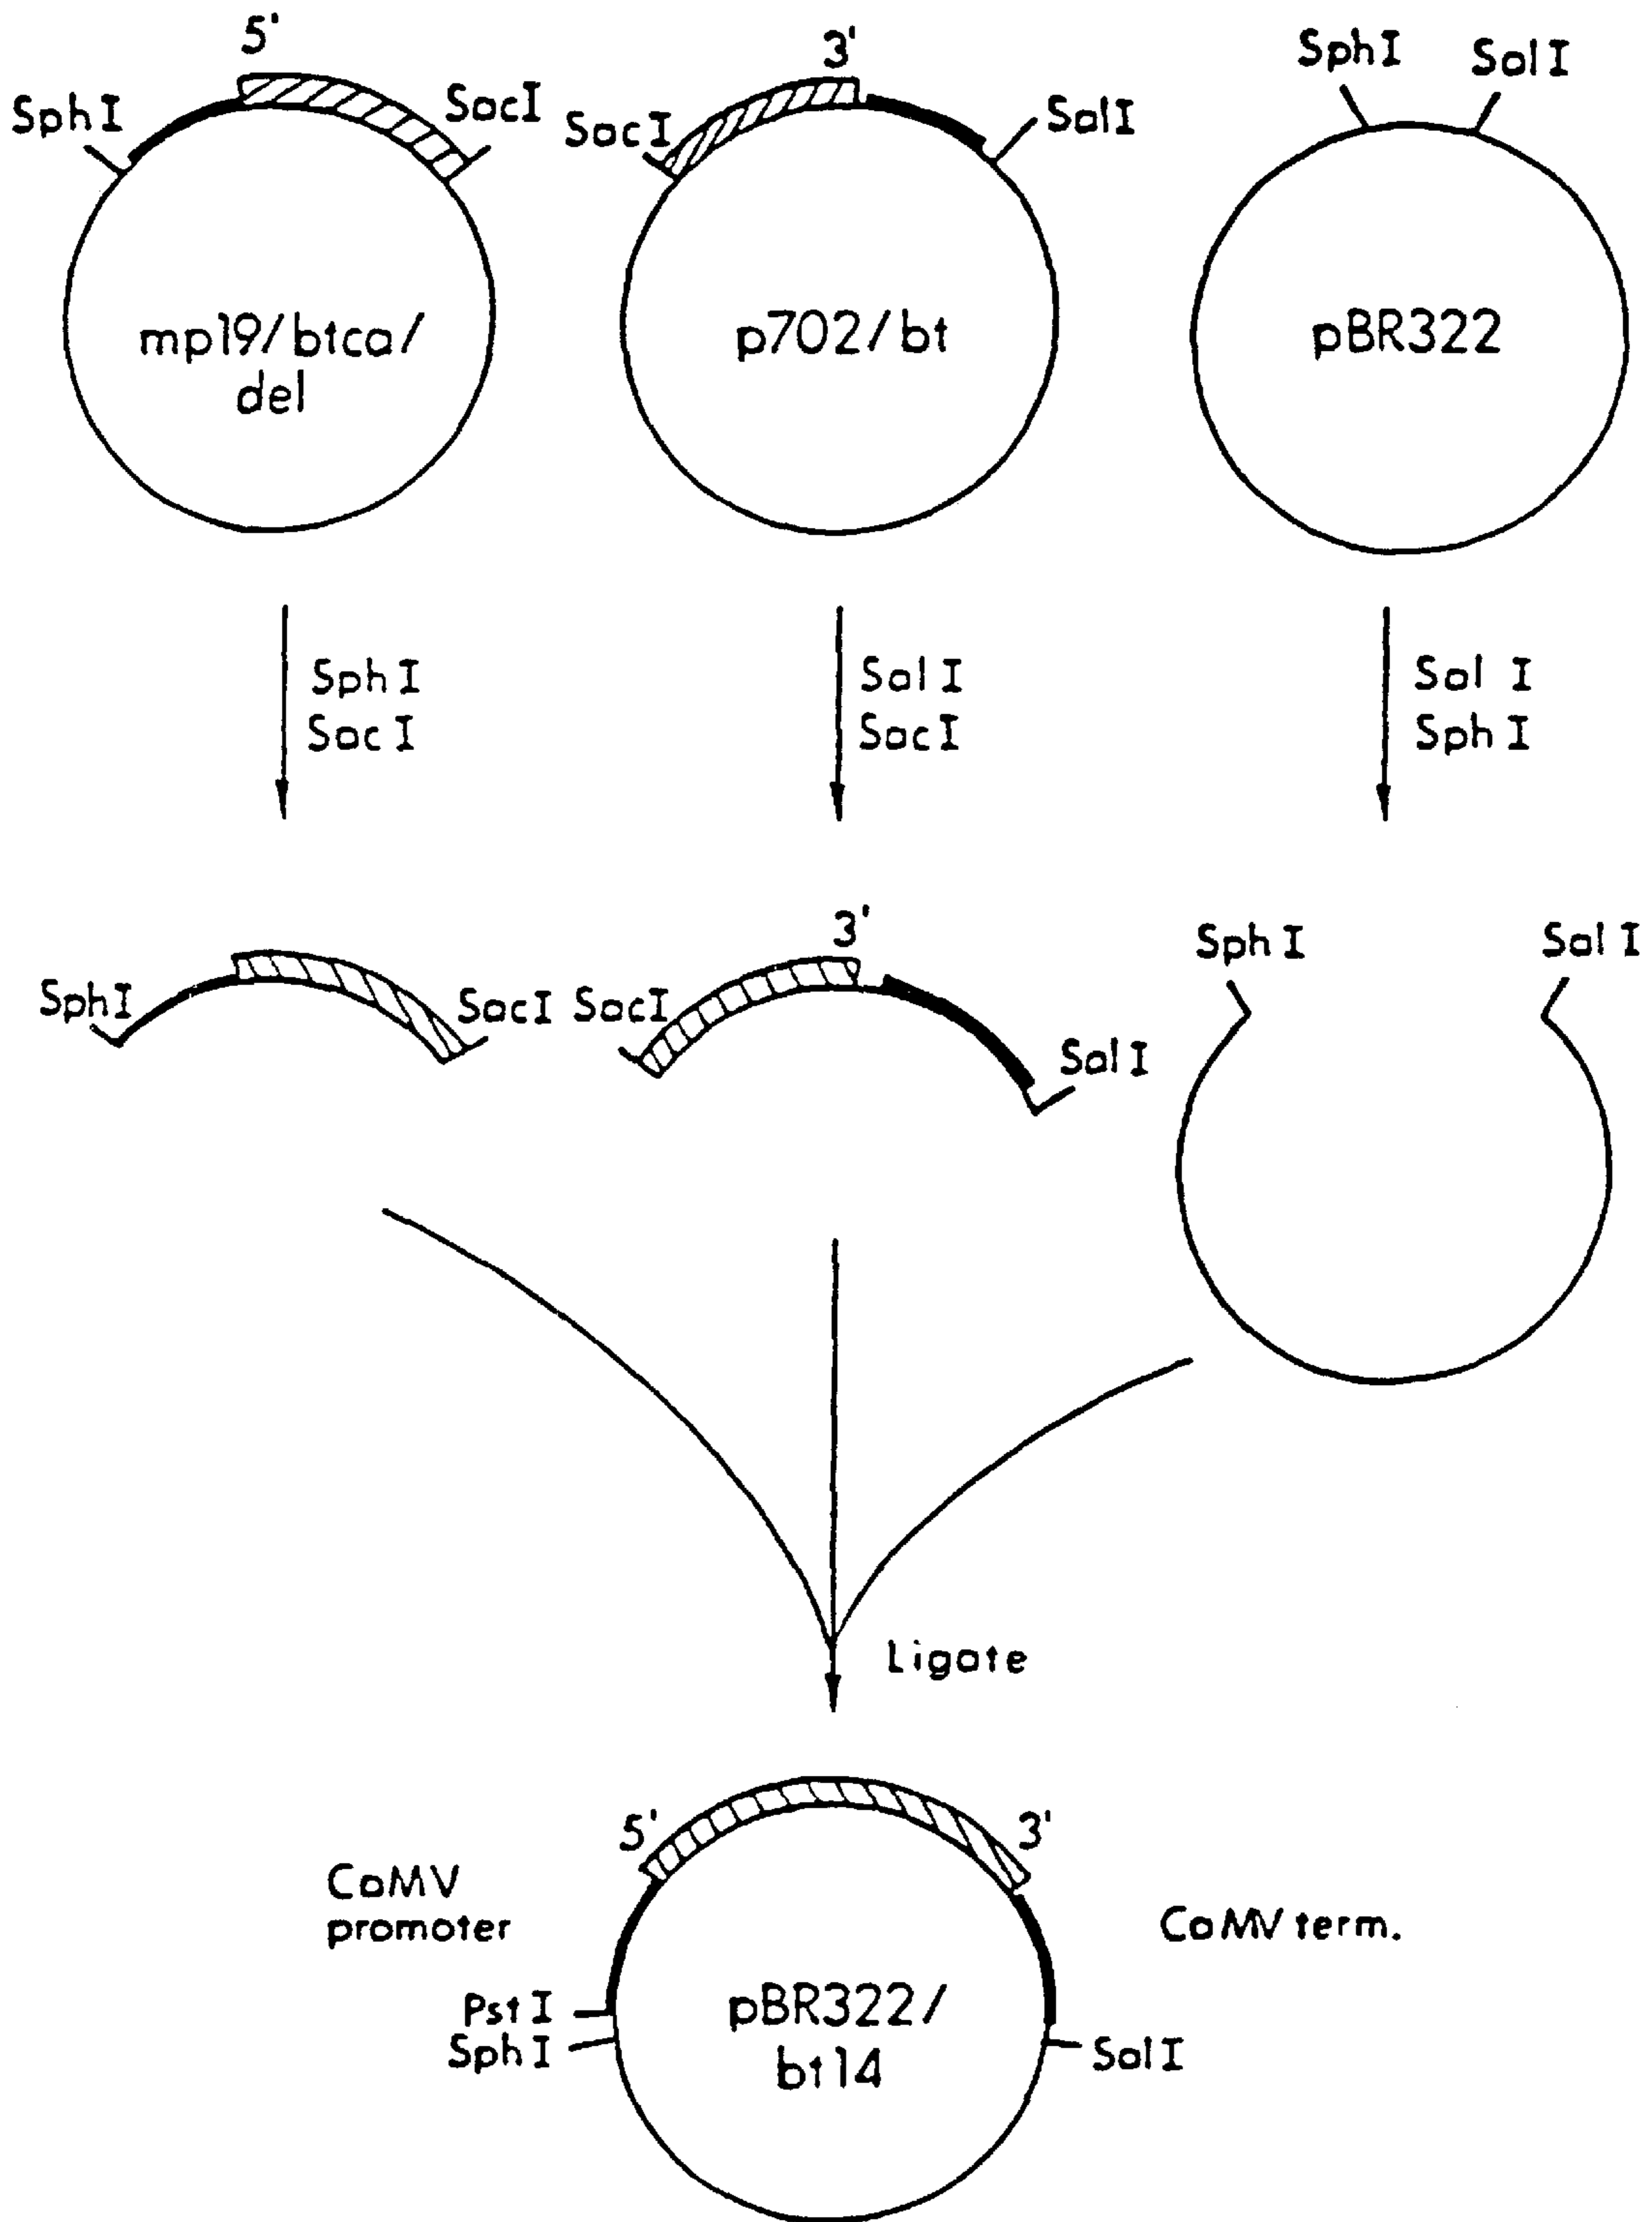 5'
3'
SphI
SalI
SphI
SacI
SacI
SalI
mp19/btca/
del
p702/bt
pBR322
SphI
SacI
SalI
SacI
Sal I
SphI
3'
SphI
SalI
SphI
SacI
SacI
SalI
Ligate
5'
3'
CaMV
promoter
CaMV term.
PstI
SphI
pBR322/
bt14
SalI